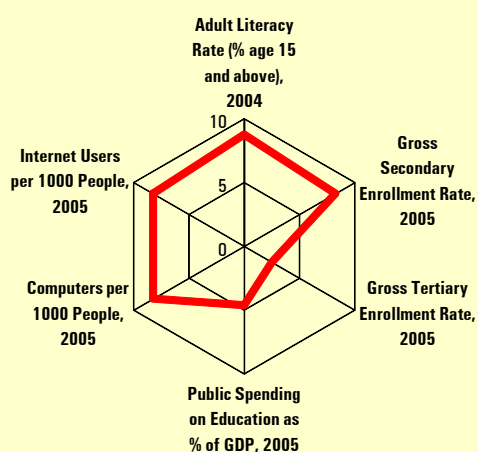 Adult Literacy
Rate (% age 15
and above),
2004
10
5
0
Gross
Secondary
Enrollment Rate,
2005
Gross Tertiary
Enrollment Rate,
2005
Public Spending
on Education as
% of GDP, 2005
Computers per
1000 People,
2005
Internet Users
per 1000 People,
2005